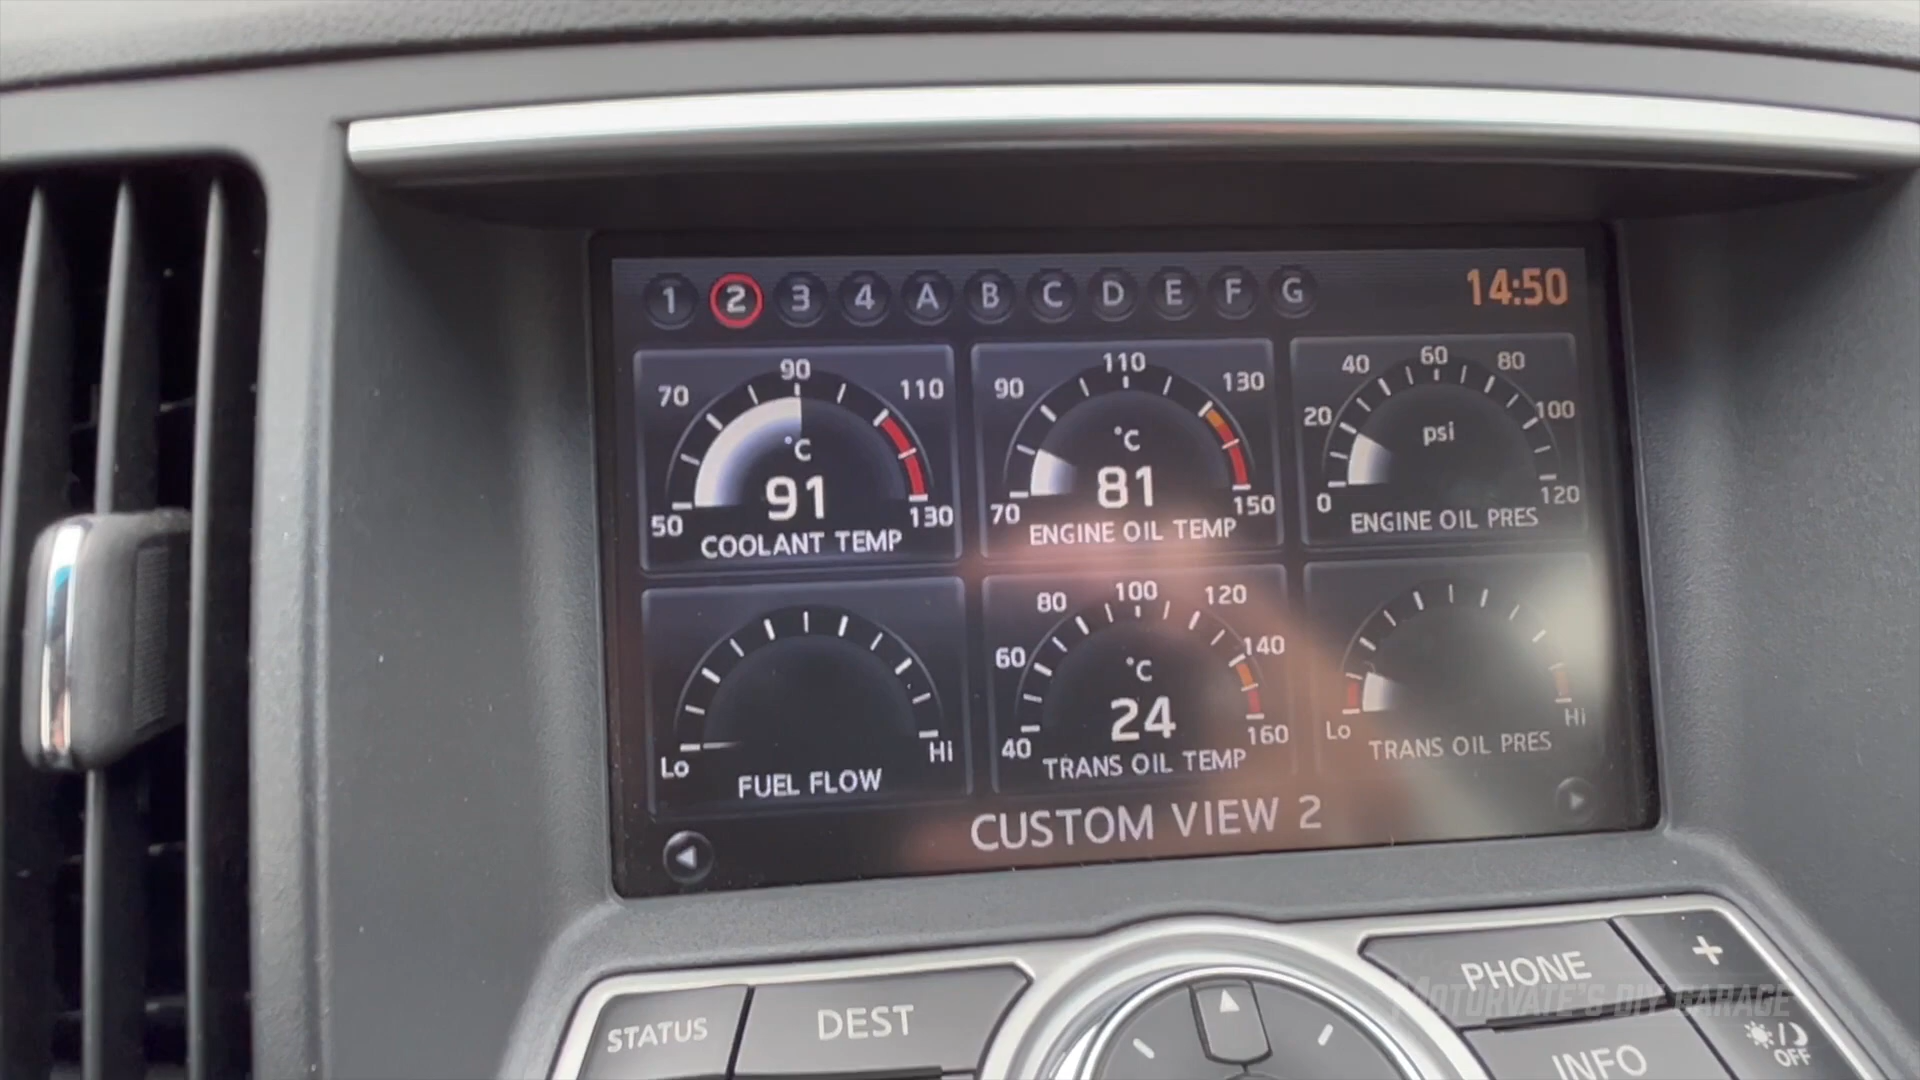 1 2 3 4 A B C D E F G 14:50
70 90 110
°C
91
50 130
COOLANT TEMP
90 110 130
°C
81
70 150
ENGINE OIL TEMP
20 40 60 80 100
psi
0 120
ENGINE OIL PRES
Lo Hi
FUEL FLOW
60 80 100 120 140
°C
24
40 160
TRANS OIL TEMP
Lo Hi
TRANS OIL PRES
CUSTOM VIEW 2
STATUS
DEST
PHONE
+
INFO
OFF
MOTORVATE'S DIY GARAGE